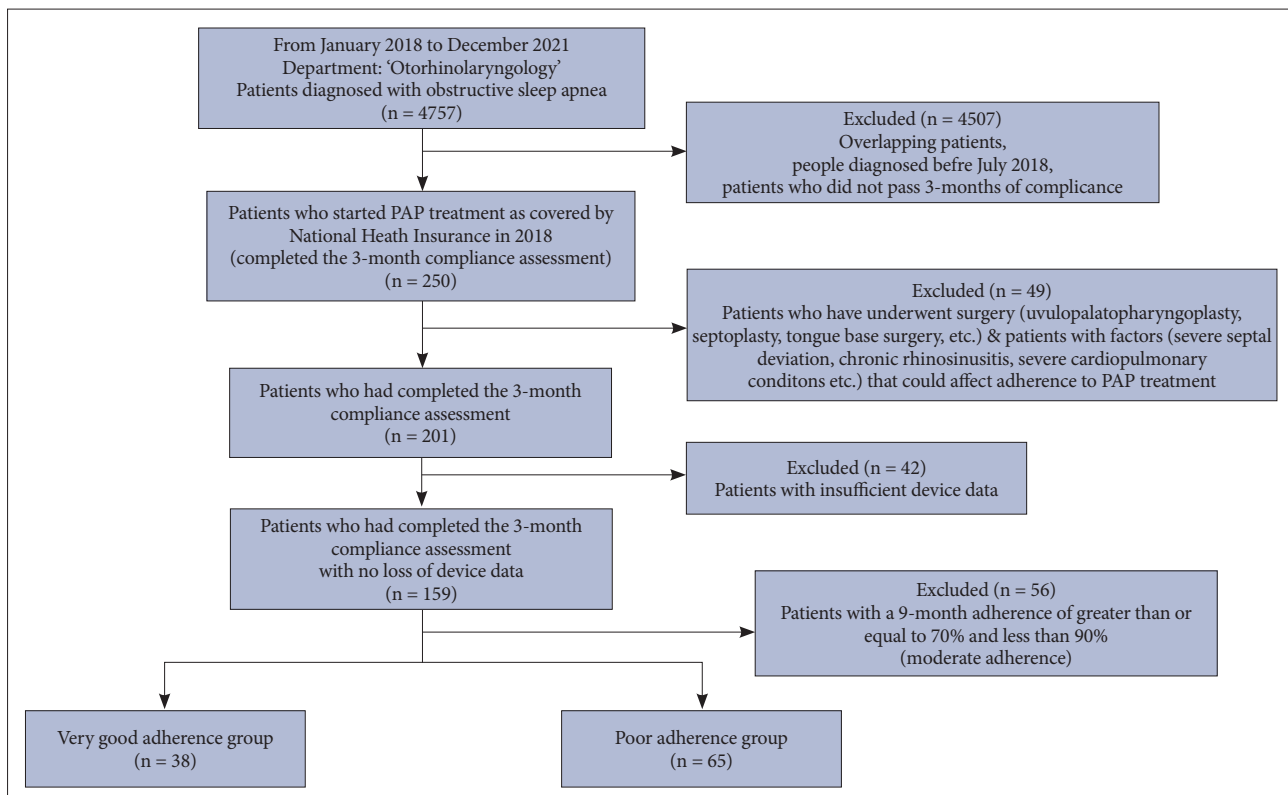 From January 2018 to December 2021
Department: ‘Otorhinolaryngology’
Patients diagnosed with obstructive sleep apnea
(n = 4757)
Excluded (n = 4507)
Overlapping patients,
people diagnosed befre July 2018,
patients who did not pass 3-months of complicance
Patients who started PAP treatment as covered by
National Heath Insurance in 2018
(completed the 3-month compliance assessment)
(n = 250)
Excluded (n = 49)
Patients who have underwent surgery (uvulopalatopharyngoplasty,
septoplasty, tongue base surgery, etc.) & patients with factors (severe septal
deviation, chronic rhinosinusitis, severe cardiopulmonary
conditons etc.) that could affect adherence to PAP treatment
Patients who had completed the 3-month
compliance assessment
(n = 201)
Excluded (n = 42)
Patients with insufficient device data
Patients who had completed the 3-month
compliance assessment
with no loss of device data
(n = 159)
Excluded (n = 56)
Patients with a 9-month adherence of greater than or
equal to 70% and less than 90%
(moderate adherence)
Very good adherence group
(n = 38)
Poor adherence group
(n = 65)